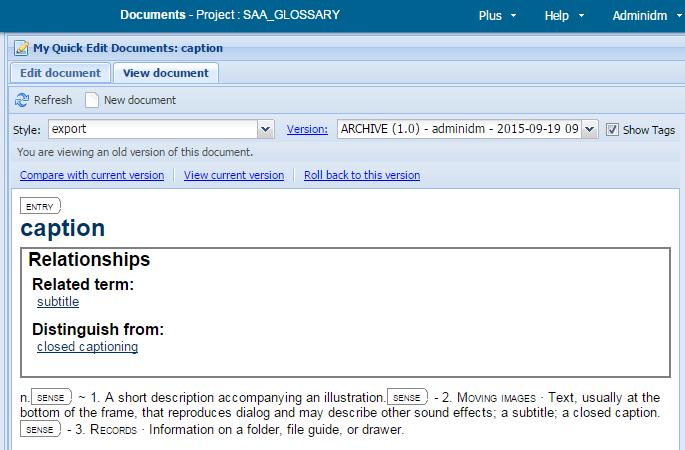 Documents - Project : SAA_GLOSSARY Plus Help Adminidm
My Quick Edit Documents: caption
Edit document View document
Refresh New document
Style: export Version: ARCHIVE (1.0) - adminidm - 2015-09-19 09 Show Tags
You are viewing an old version of this document.
Compare with current version View current version Roll back to this version
ENTRY
caption
Relationships
Related term:
subtitle
Distinguish from:
closed captioning
n. SENSE ~ 1. A short description accompanying an illustration. SENSE - 2. MOVING IMAGES · Text, usually at the
bottom of the frame, that reproduces dialog and may describe other sound effects; a subtitle; a closed caption.
SENSE - 3. RECORDS · Information on a folder, file guide, or drawer.